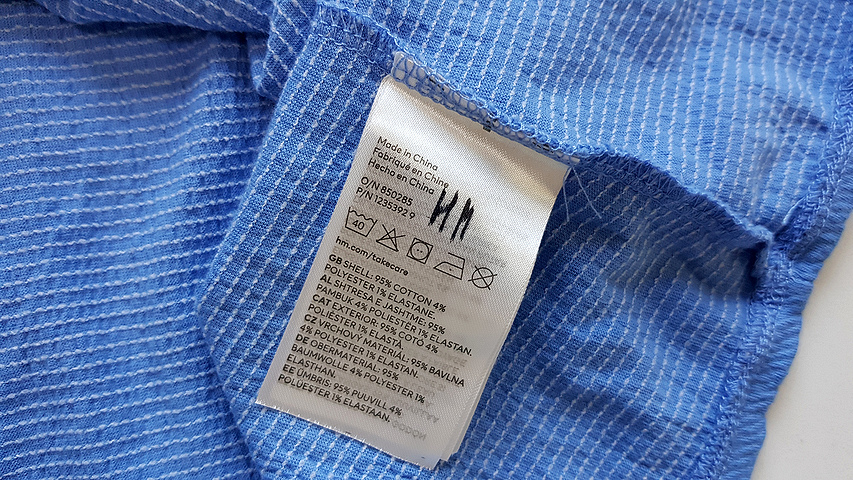 Made in China
Fabriqué en Chine
Hecho en China
O/N 850285
P/N 1235392 9
HM
40
hm.com/takecare
GB SHELL: 95% COTTON 4%
POLYESTER 1% ELASTANE.
AL SHTRESA E JASHTME: 95%
PAMBUK 4% POLIESTER 1% ELASTAN.
CAT EXTERIOR: 95% COTÓ 4%
POLIÈSTER 1% ELASTÀ.
CZ VRCHOVÝ MATERIÁL: 95% BAVLNA
4% POLYESTER 1% ELASTAN.
DE OBERMATERIAL: 95%
BAUMWOLLE 4% POLYESTER 1%
ELASTHAN.
EE ÜMBRIS: 95% PUUVILL 4%
POLÜESTER 1% ELASTAAN.